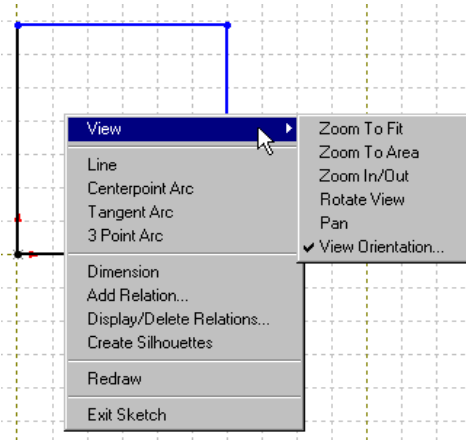 View
Line
Centerpoint Arc
Tangent Arc
3 Point Arc
Dimension
Add Relation...
Display/Delete Relations...
Create Silhouettes
Redraw
Exit Sketch
Zoom To Fit
Zoom To Area
Zoom In/Out
Rotate View
Pan
View Orientation...